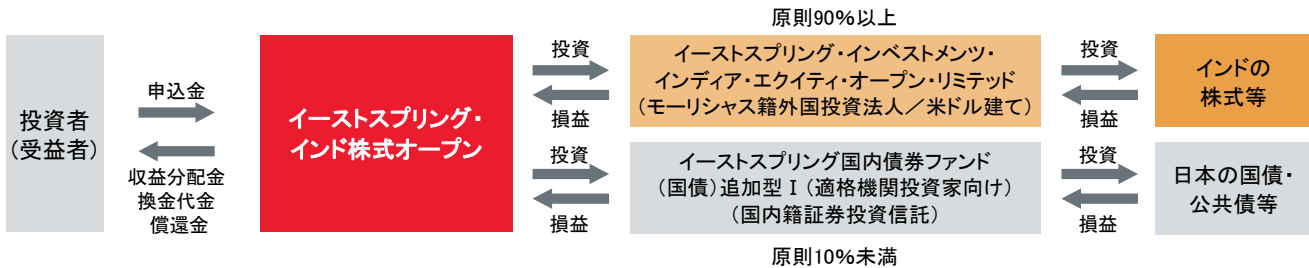 投資者
(受益者)
申込金
収益分配金
換金代金
償還金
イーストスプリング・
インド株式オープン
投資
損益
投資
損益
原則90%以上
イーストスプリング・インベストメンツ・
インディア・エクイティ・オープン・リミテッド
(モーリシャス籍外国投資法人／米ドル建て)
イーストスプリング国内債券ファンド
(国債)追加型Ⅰ(適格機関投資家向け)
(国内籍証券投資信託)
原則10%未満
投資
損益
投資
損益
インドの
株式等
日本の国債・
公共債等